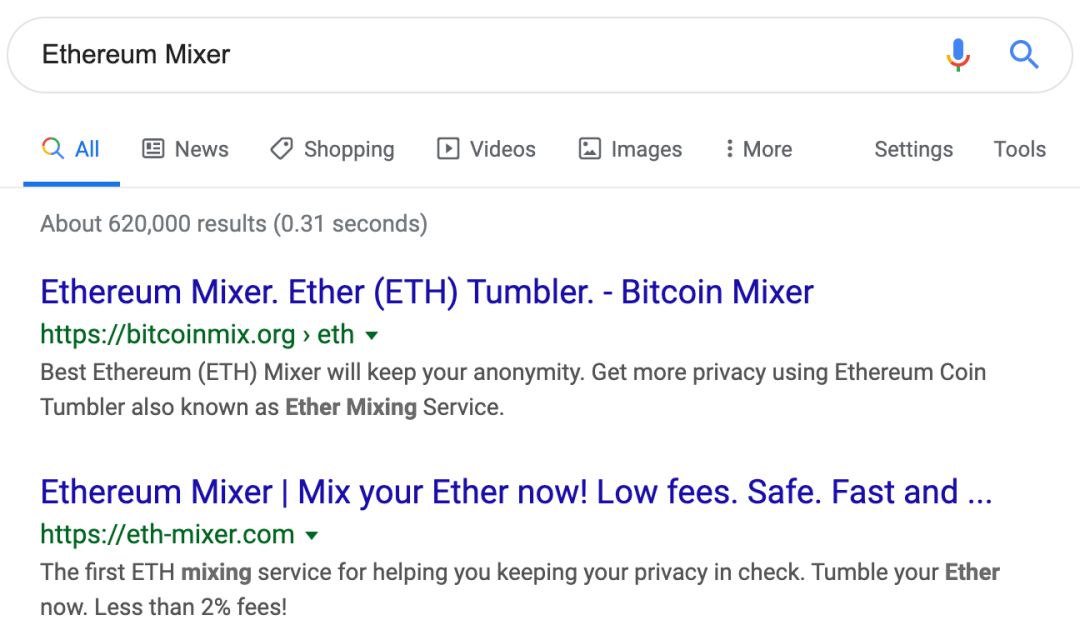 Ethereum Mixer
All News Shopping Videos Images More Settings Tools
About 620,000 results (0.31 seconds)
Ethereum Mixer. Ether (ETH) Tumbler. - Bitcoin Mixer
https://bitcoinmix.org › eth
Best Ethereum (ETH) Mixer will keep your anonymity. Get more privacy using Ethereum Coin
Tumbler also known as Ether Mixing Service.
Ethereum Mixer | Mix your Ether now! Low fees. Safe. Fast and ...
https://eth-mixer.com
The first ETH mixing service for helping you keeping your privacy in check. Tumble your Ether
now. Less than 2% fees!